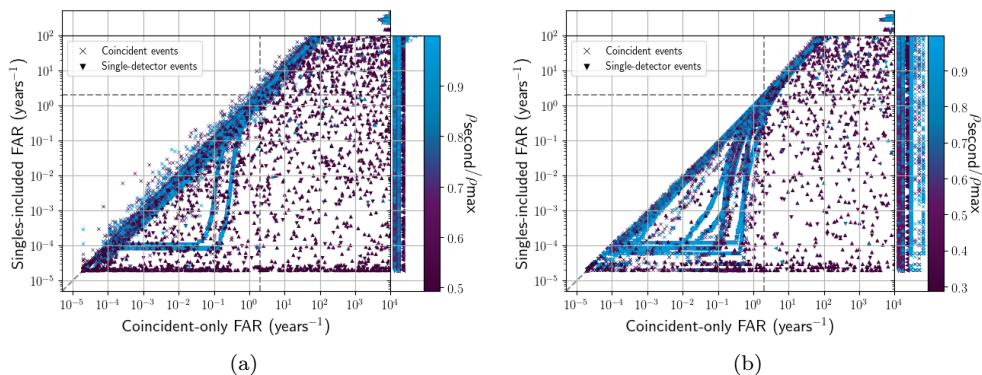 10² 10¹ 10⁰ 10⁻¹ 10⁻² 10⁻³ 10⁻⁴ 10⁻⁵
Singles-included FAR (years⁻¹)
× Coincident events
▼ Single-detector events
10⁻⁵ 10⁻⁴ 10⁻³ 10⁻² 10⁻¹ 10⁰ 10¹ 10² 10³ 10⁴
Coincident-only FAR (years⁻¹)
0.9 0.8 0.7 0.6 0.5
ρsecond/ρmax
(a)
10² 10¹ 10⁰ 10⁻¹ 10⁻² 10⁻³ 10⁻⁴ 10⁻⁵
Singles-included FAR (years⁻¹)
× Coincident events
▼ Single-detector events
10⁻⁵ 10⁻⁴ 10⁻³ 10⁻² 10⁻¹ 10⁰ 10¹ 10² 10³ 10⁴
Coincident-only FAR (years⁻¹)
0.9 0.8 0.7 0.6 0.5 0.4 0.3
ρsecond/ρmax
(b)